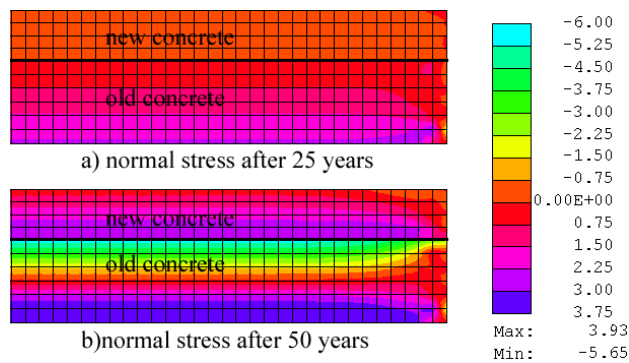 new concrete
old concrete
a) normal stress after 25 years
new concrete
old concrete
b)normal stress after 50 years
-6.00
-5.25
-4.50
-3.75
-3.00
-2.25
-1.50
-0.75
0.00E+00
0.75
1.50
2.25
3.00
3.75
Max: 3.93
Min: -5.65